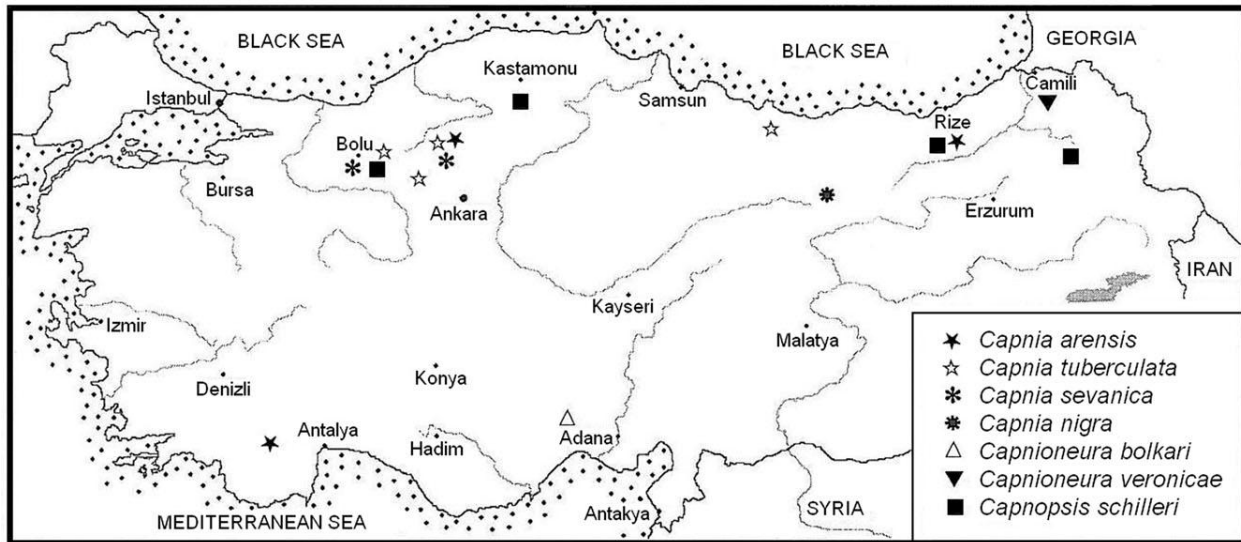 BLACK SEA
BLACK SEA
GEORGIA
Kastamonu
Camili
Samsun
Istanbul
Rize
Bolu
Bursa
Ankara
Erzurum
IRAN
Kayseri
Izmir
Malatya
Denizli
Konya
Antalya
Hadim
Adana
Antakya
SYRIA
MEDITERRANEAN SEA
Capnia arensis
Capnia tuberculata
Capnia sevanica
Capnia nigra
Capnioneura bolkari
Capnioneura veronicae
Capnopsis schilleri